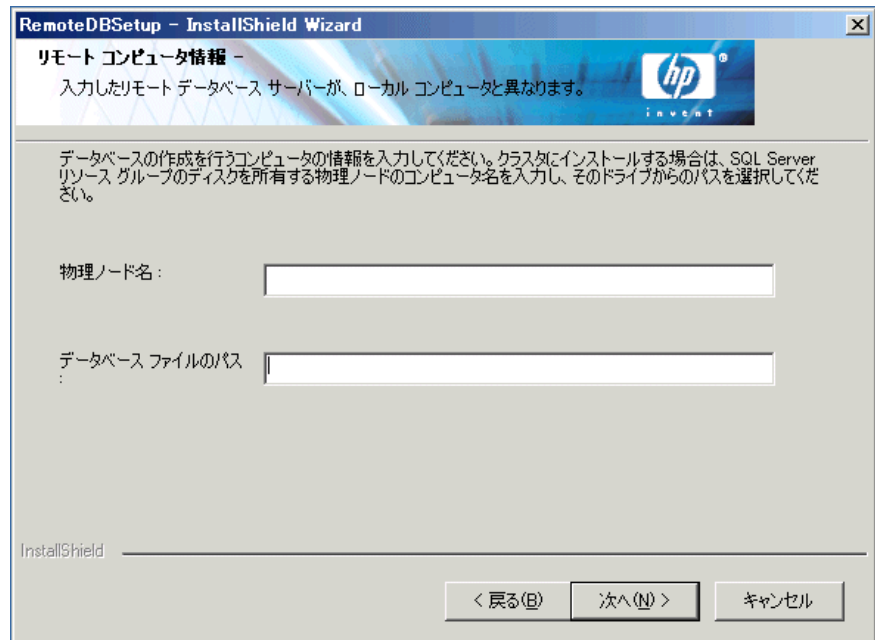 RemoteDBSetup - InstallShield Wizard
リモート コンピュータ情報 -
入力したリモート データベース サーバーが、ローカル コンピュータと異なります。
hp
®
invent
データベースの作成を行うコンピュータの情報を入力してください。クラスタにインストールする場合は、SQL Server
リソース グループのディスクを所有する物理ノードのコンピュータ名を入力し、そのドライブからのパスを選択してくだ
さい。
物理ノード名 :
データベース ファイルのパス
:
InstallShield
< 戻る(B)
次へ(N) >
キャンセル